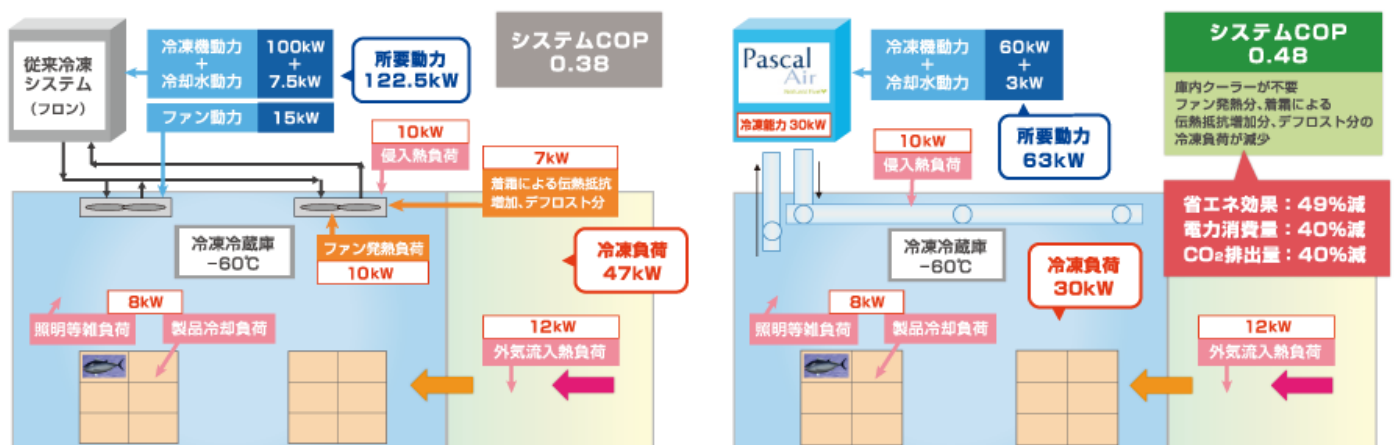 従来冷凍
システム
（フロン）
冷凍機動力
+
冷却水動力
100kW
+
7.5kW
ファン動力
15kW
所要動力
122.5kW
システムCOP
0.38
10kW
侵入熱負荷
7kW
着霜による伝熱抵抗
増加、デフロスト分
冷凍冷蔵庫
-60℃
ファン発熱負荷
10kW
冷凍負荷
47kW
8kW
照明等雑負荷
製品冷却負荷
12kW
外気流入熱負荷
Pascal
Air
冷凍能力 30kW
冷凍機動力
+
冷却水動力
60kW
+
3kW
所要動力
63kW
システムCOP
0.48
庫内クーラーが不要
ファン発熱分、着霜による
伝熱抵抗増加分、デフロスト分の
冷凍負荷が減少
省エネ効果：49%減
電力消費量：40%減
CO₂排出量：40%減
10kW
侵入熱負荷
冷凍冷蔵庫
-60℃
冷凍負荷
30kW
8kW
照明等雑負荷
製品冷却負荷
12kW
外気流入熱負荷